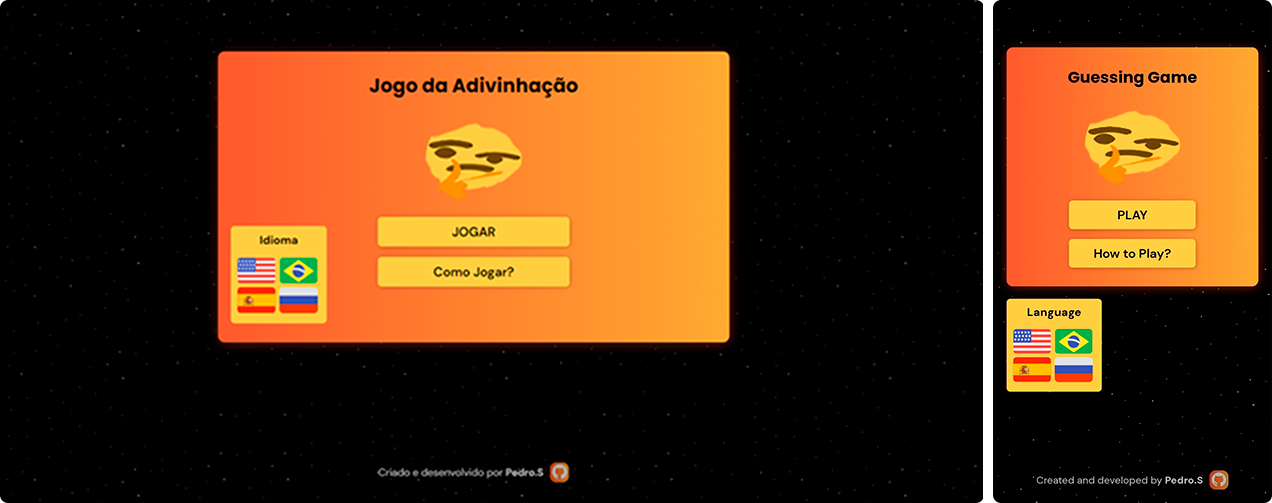 Jogo da Adivinhação
JOGAR
Como Jogar?
Idioma
Criado e desenvolvido por Pedro.S
Guessing Game
PLAY
How to Play?
Language
Created and developed by Pedro.S